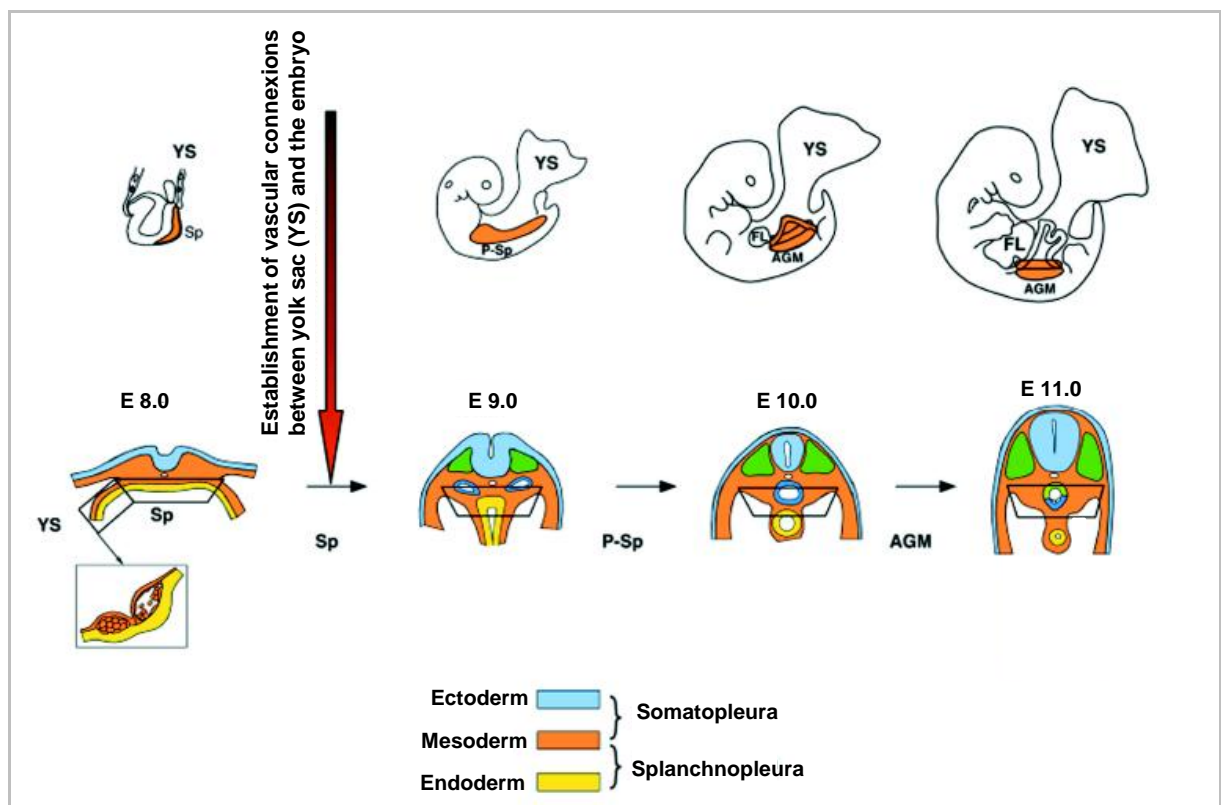 Establishment of vascular connexions
between yolk sac (YS) and the embryo
YS
Sp
YS
P-Sp
YS
FL
AGM
YS
FL
AGM
E 8.0
E 9.0
E 10.0
E 11.0
YS
Sp
Sp
P-Sp
AGM
Ectoderm
Mesoderm
Endoderm
Somatopleura
Splanchnopleura